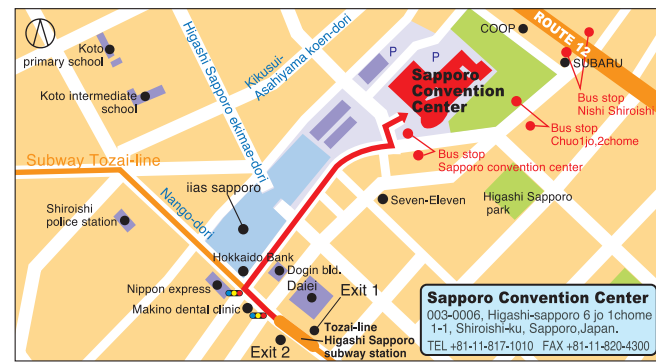 Koto
primary school
Koto intermediate
school
Higashi Sapporo ekimae-dori
Kikusui-
Asahiyama koen-dori
P
P
Sapporo
Convention
Center
COOP
ROUTE 12
SUBARU
Bus stop
Nishi Shiroishi
Bus stop
Chuo1jo,2chome
Bus stop
Sapporo convention center
Subway Tozai-line
Nango-dori
iias sapporo
Shiroishi
police station
Seven-Eleven
Higashi Sapporo
park
Hokkaido Bank
Dogin bld.
Daiei
Nippon express
Makino dental clinic
Exit 1
Exit 2
Tozai-line
Higashi Sapporo
subway station
Sapporo Convention Center
003-0006, Higashi-sapporo 6 jo 1chome
1-1, Shiroishi-ku, Sapporo,Japan.
TEL +81-11-817-1010 FAX +81-11-820-4300